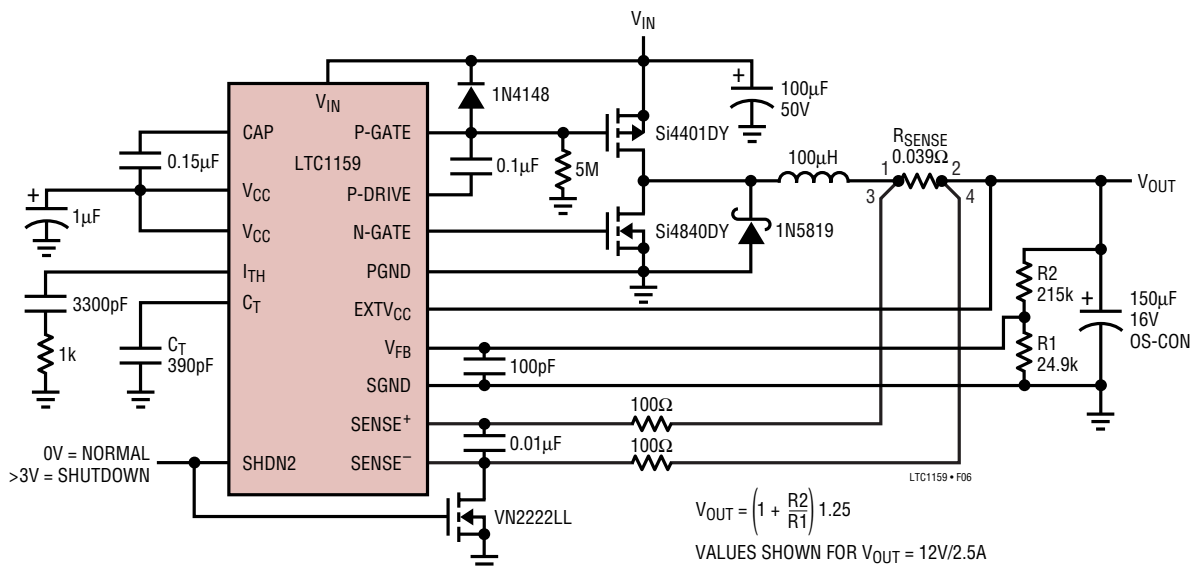 VIN
VIN
1N4148
+
100µF
50V
CAP
P-GATE
Si4401DY
0.15µF
LTC1159
0.1µF
5M
100µH
RSENSE
0.039Ω
1
2
3
4
VOUT
P-DRIVE
+
1µF
VCC
VCC
N-GATE
Si4840DY
1N5819
ITH
PGND
3300pF
CT
EXTVCC
R2
215k
+
150µF
16V
OS-CON
1k
CT
390pF
VFB
100pF
R1
24.9k
SGND
SENSE+
100Ω
0.01µF
0V = NORMAL
>3V = SHUTDOWN
SHDN2
SENSE−
100Ω
LTC1159 • F06
VN2222LL
VOUT = (1 + R2/R1) 1.25
VALUES SHOWN FOR VOUT = 12V/2.5A